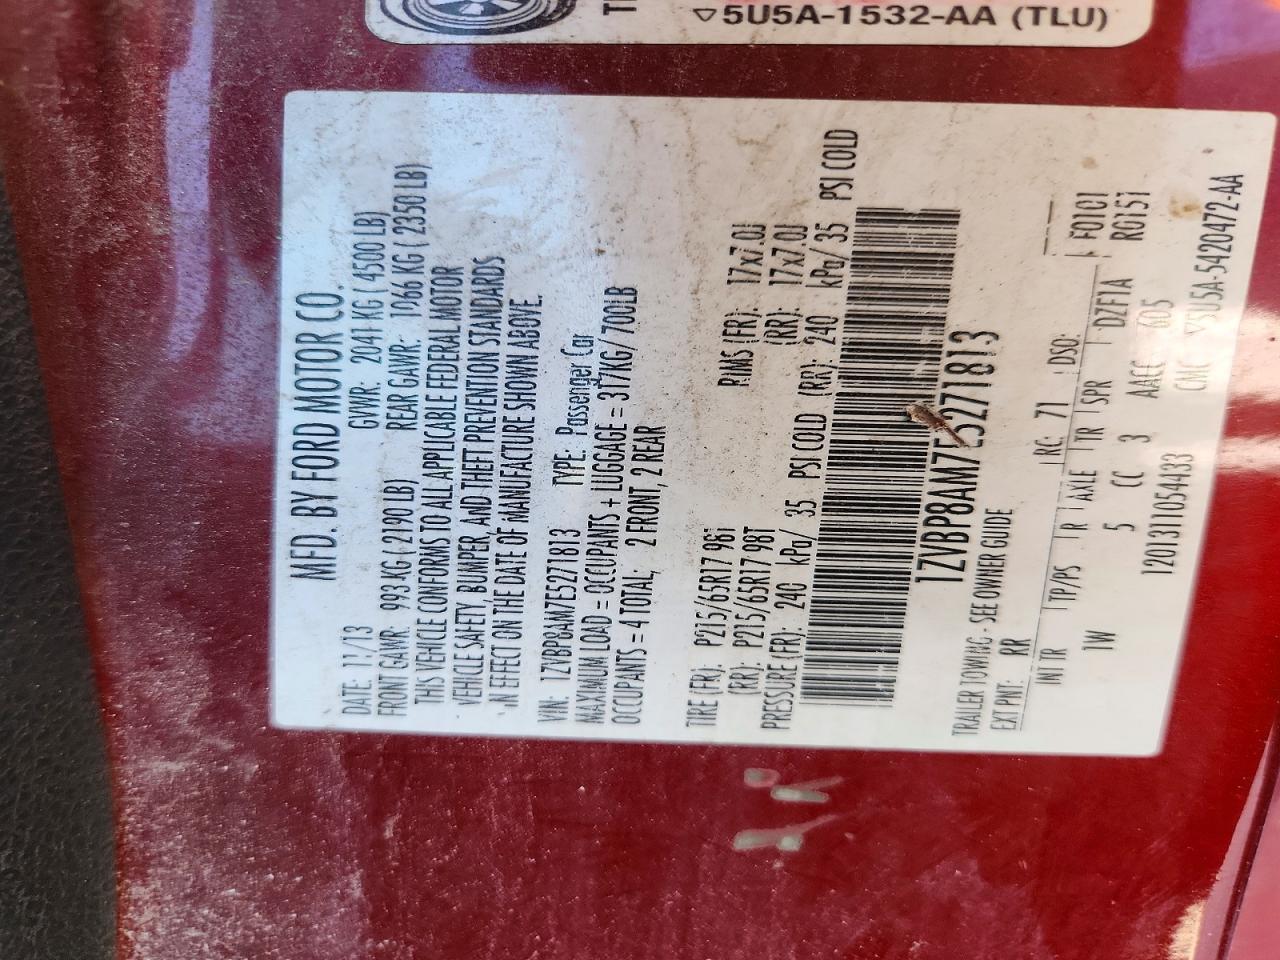 5U5A-1532-AA (TLU)
MFD. BY FORD MOTOR CO.
DATE: 11/13 GVWR: 2041 KG ( 4500 LB)
FRONT GAWR: 993 KG ( 2190 LB) REAR GAWR: 1066 KG ( 2350 LB)
THIS VEHICLE CONFORMS TO ALL APPLICABLE FEDERAL MOTOR
VEHICLE SAFETY, BUMPER, AND THEFT PREVENTION STANDARDS
IN EFFECT ON THE DATE OF MANUFACTURE SHOWN ABOVE.
VIN: 1ZVBP8AM7E5271813 TYPE: Passenger Car
MAXIMUM LOAD = OCCUPANTS + LUGGAGE = 317KG/ 700LB
OCCUPANTS = 4 TOTAL; 2 FRONT, 2 REAR
TIRE (FR): P215/65R17 98T RIMS (FR): 17x7.0J
(RR): P215/65R17 98T (RR): 17x7.0J
PRESSURE (FR): 240 kPa/ 35 PSI COLD (RR): 240 kPa/ 35 PSI COLD
1ZVBP8AM7E5271813
TRAILER TOWING - SEE OWNER GUIDE
EXT PNT: RR RC: 71 DSO: F0101
IN TR TP/PS R AXLE TR SPR DZF1A R0151
1W 5 CC 3 AACC 605
1201311054433 CNC 5U5A-5420472-AA